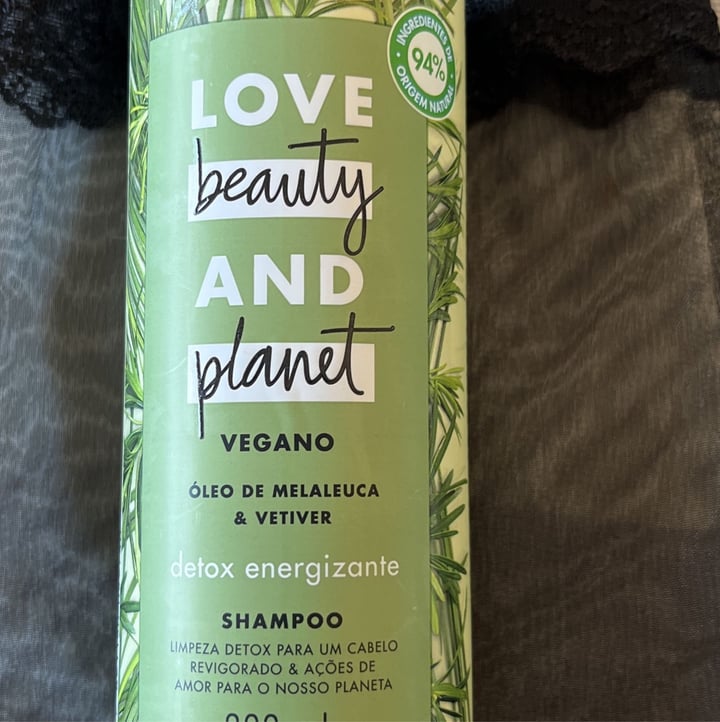 INGREDIENTES DE
94%
ORIGEM NATURAL
LOVE
beauty
AND
planet
VEGANO
ÓLEO DE MELALEUCA
& VETIVER
detox energizante
SHAMPOO
LIMPEZA DETOX PARA UM CABELO
REVIGORADO & AÇÕES DE
AMOR PARA O NOSSO PLANETA